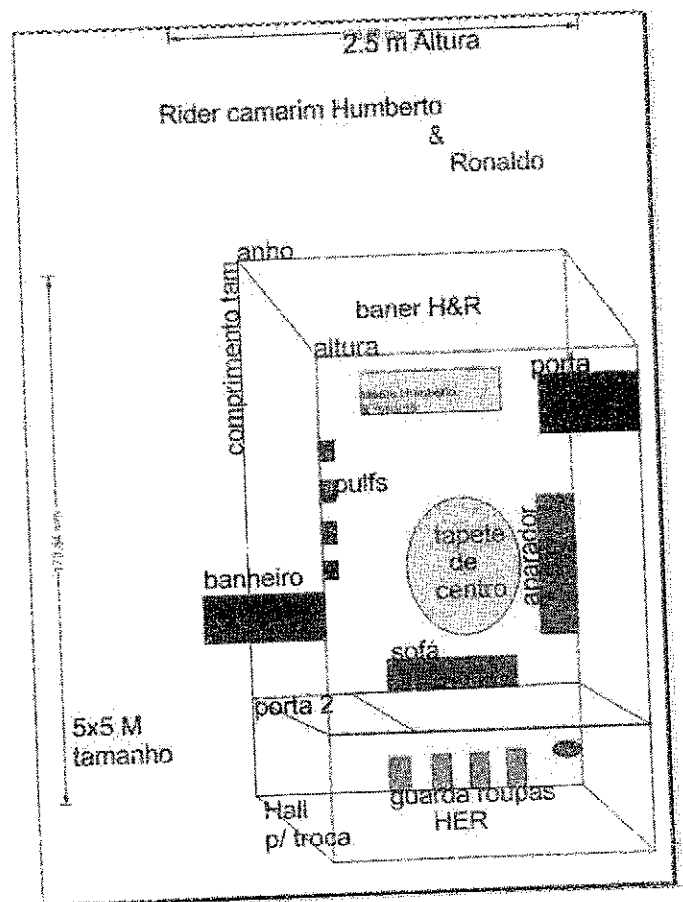 2.5 m Altura
Rider camarim Humberto
&
Ronaldo
anho
comprimento tam
baner H&R
altura
porta
pulfs
tapete
de
centro
aparador
banheiro
sofá
porta 2
5x5 M
tamanho
guarda roupas
HER
Hall
p/ troca